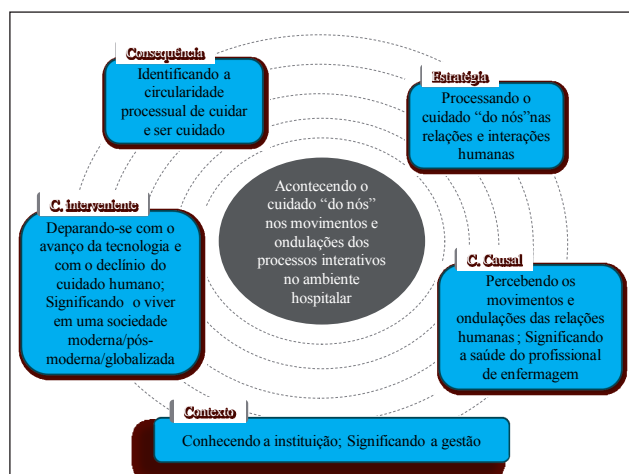 Consequência
Identificando a
circularidade
processual de cuidar
e ser cuidado
Estratégia
Processando o
cuidado “do nós”nas
relações e interações
humanas
Acontecendo o
cuidado “do nós”
nos movimentos e
ondulações dos
processos interativos
no ambiente
hospitalar
C. interveniente
Deparando-se com o
avanço da tecnologia e
com o declínio do
cuidado humano;
Significando o viver
em uma sociedade
moderna/pós-
moderna/globalizada
C. Causal
Percebendo os
movimentos e
ondulações das relações
humanas; Significando
a saúde do profissional
de enfermagem
Contexto
Conhecendo a instituição; Significando a gestão